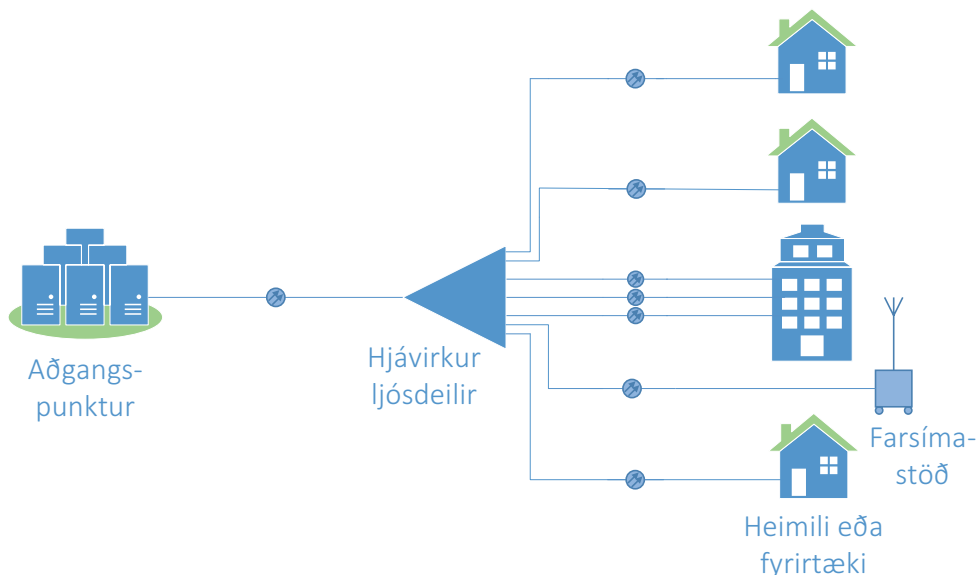 Aðgangs-
punktur
Hjávirkur
ljósdeilir
Farsíma-
stöð
Heimili eða
fyrirtæki